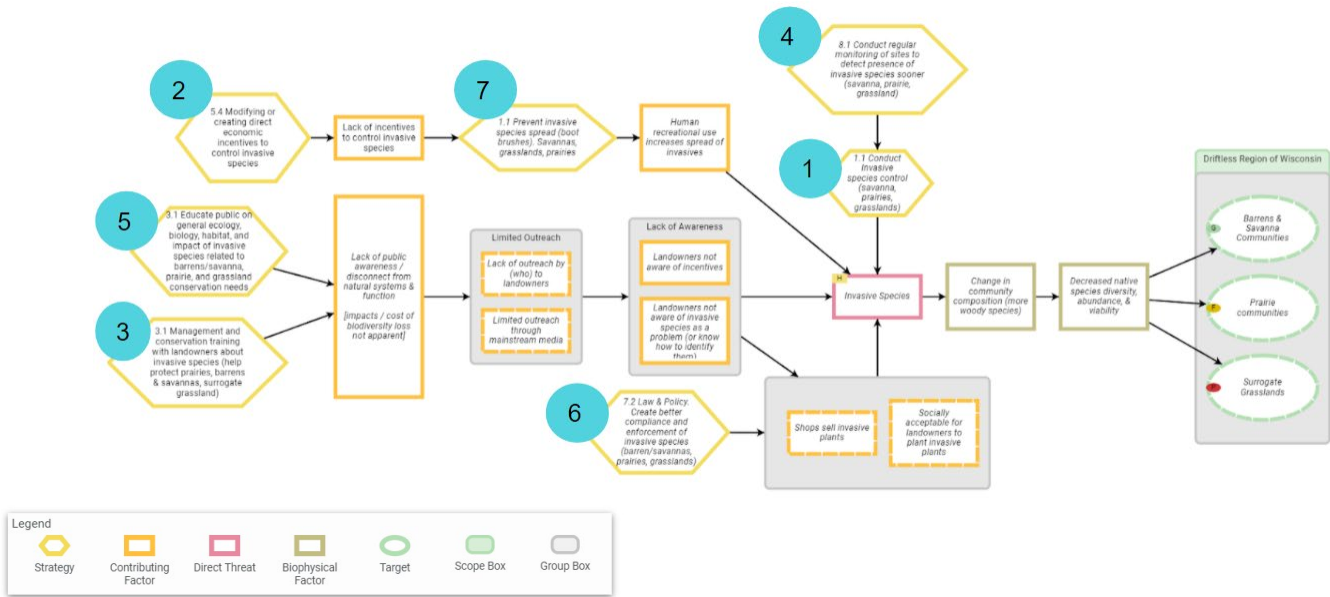 2
5.4 Modifying or
creating direct
economic
incentives to
control invasive
species
Lack of incentives
to control invasive
species
7
1.1 Prevent invasive
species spread (boot
brushes). Savannas,
grasslands, prairies
Human
recreational use
increases spread of
invasives
4
8.1 Conduct regular
monitoring of sites to
detect presence of
invasive species sooner
(savanna, prairie,
grassland)
1
1.1 Conduct
Invasive
species control
(savanna,
prairies,
grasslands)
5
3.1 Educate public on
general ecology,
biology, habitat, and
impact of invasive
species related to
barrens/savanna,
prairie, and grassland
conservation needs
3
3.1 Management and
conservation training
with landowners about
invasive species (help
protect prairies, barrens
& savannas, surrogate
grassland)
Lack of public
awareness /
disconnect from
natural systems &
function
[impacts / cost of
biodiversity loss
not apparent]
Limited Outreach
Lack of outreach by
(who) to
landowners
Limited outreach
through
mainstream media
Lack of Awareness
Landowners not
aware of incentives
Landowners not
aware of invasive
species as a
problem (or know
how to identify
them)
6
7.2 Law & Policy.
Create better
compliance and
enforcement of
invasive species
(barren/savannas,
prairies, grasslands)
Shops sell invasive
plants
Socially
acceptable for
landowners to
plant invasive
plants
H
Invasive Species
Change in
community
composition (more
woody species)
Decreased native
species diversity,
abundance, &
viability
Driftless Region of Wisconsin
G
Barrens &
Savanna
Communities
F
Prairie
communities
P
Surrogate
Grasslands
Legend
Strategy
Contributing
Factor
Direct Threat
Biophysical
Factor
Target
Scope Box
Group Box